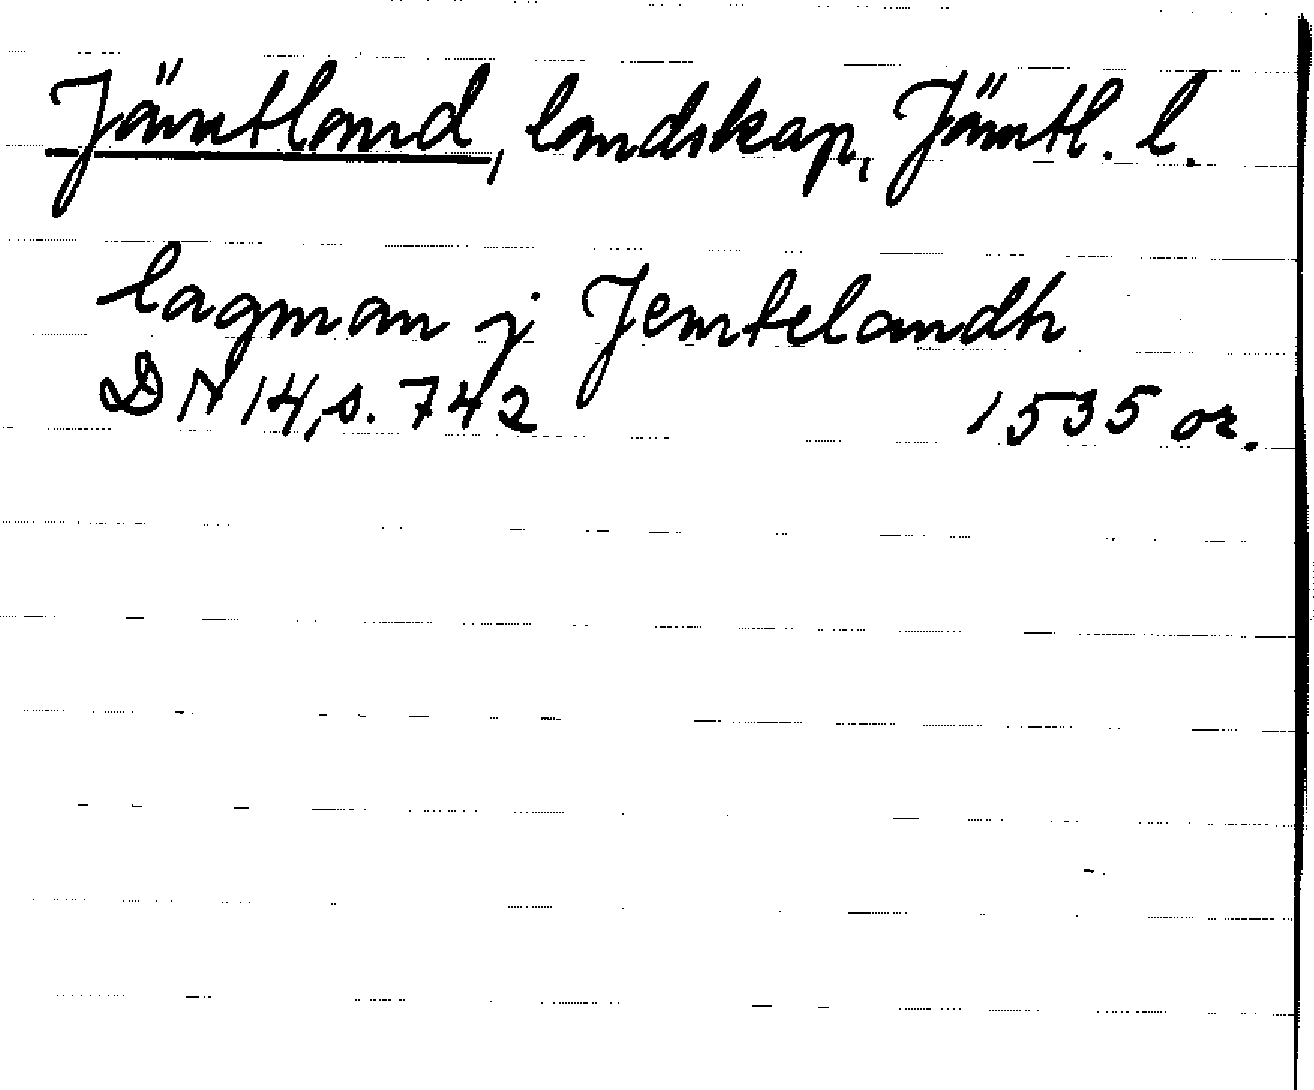 Jämtland, landskap, Jämtl. l.
lagman j Jemtelandh
DN 14, s. 742 1535 or.